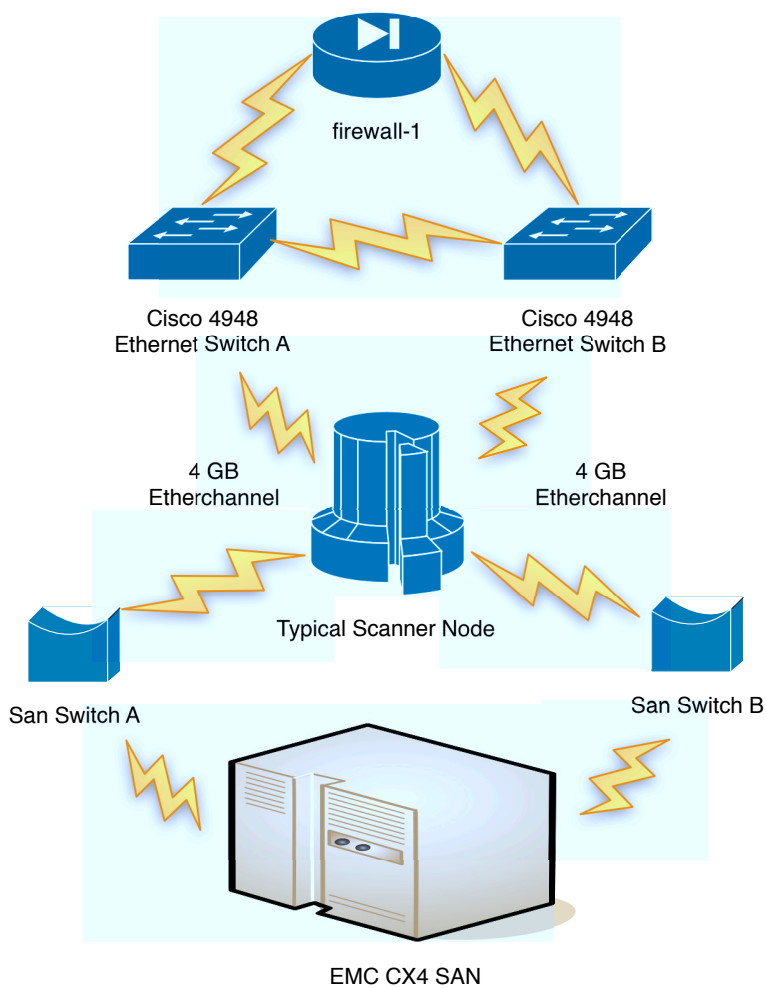 firewall-1
Cisco 4948
Ethernet Switch A
Cisco 4948
Ethernet Switch B
4 GB
Etherchannel
4 GB
Etherchannel
Typical Scanner Node
San Switch A
San Switch B
EMC CX4 SAN